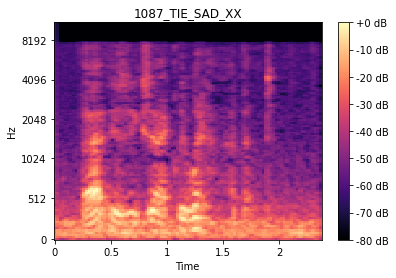 1087_TIE_SAD_XX
+0 dB
8192
-10 dB
4096
-20 dB
-30 dB
Hz
2048
-40 dB
1024
-50 dB
512
-60 dB
-70 dB
0
-80 dB
0
0.5
1
1.5
2
Time